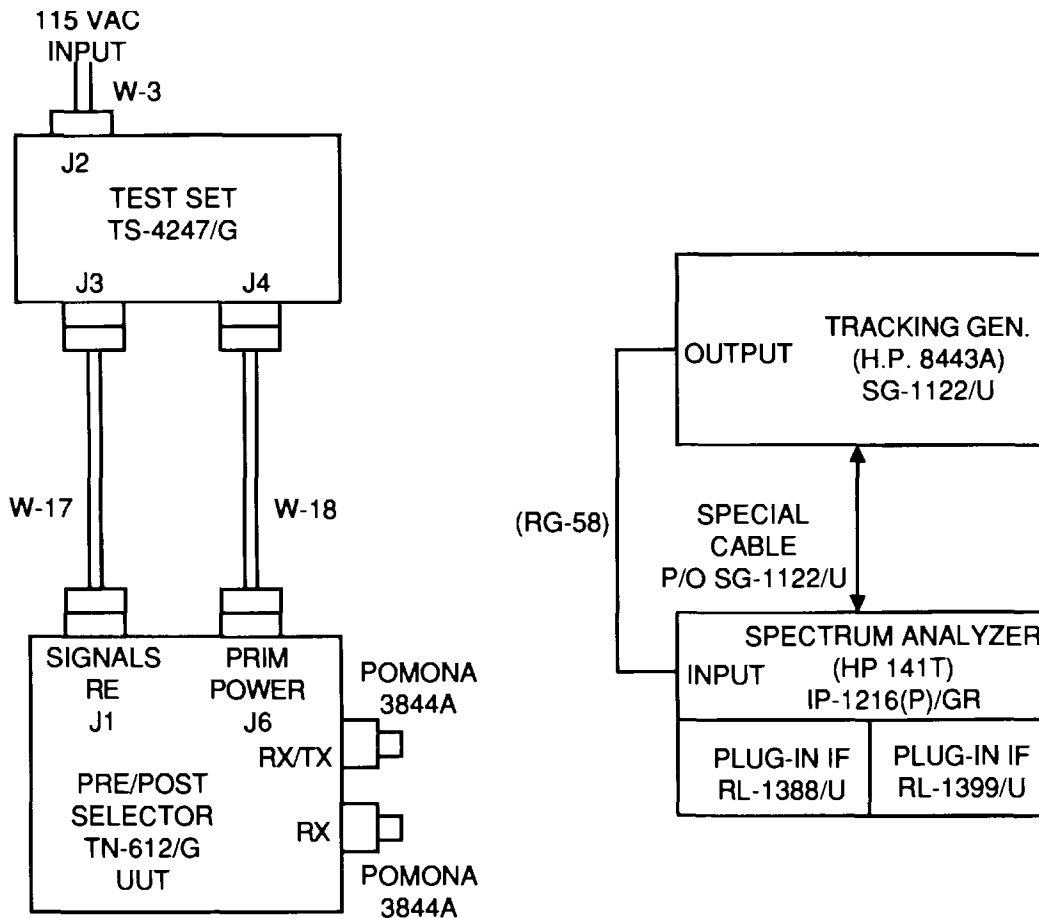 115 VAC
INPUT
W-3
J2
TEST SET
TS-4247/G
J3
J4
W-17
W-18
SIGNALS
RE
J1
PRIM
POWER
J6
POMONA
3844A
RX/TX
PRE/POST
SELECTOR
TN-612/G
UUT
RX
POMONA
3844A
TRACKING GEN.
(H.P. 8443A)
SG-1122/U
OUTPUT
(RG-58)
SPECIAL
CABLE
P/O SG-1122/U
SPECTRUM ANALYZER
(HP 141T)
IP-1216(P)/GR
INPUT
PLUG-IN IF
RL-1388/U
PLUG-IN IF
RL-1399/U